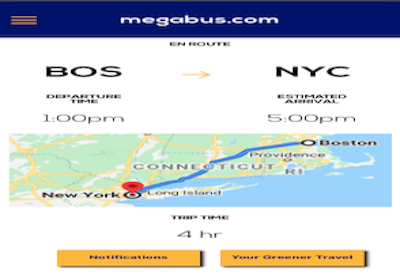 megabus.com
EN ROUTE
BOS → NYC
DEPARTURE TIME
ESTIMATED ARRIVAL
1:00pm
5:00pm
Boston
Providence
CONNECTICUT
RI
New York
Long Island
TRIP TIME
4 hr
Notifications
Your Greener Travel